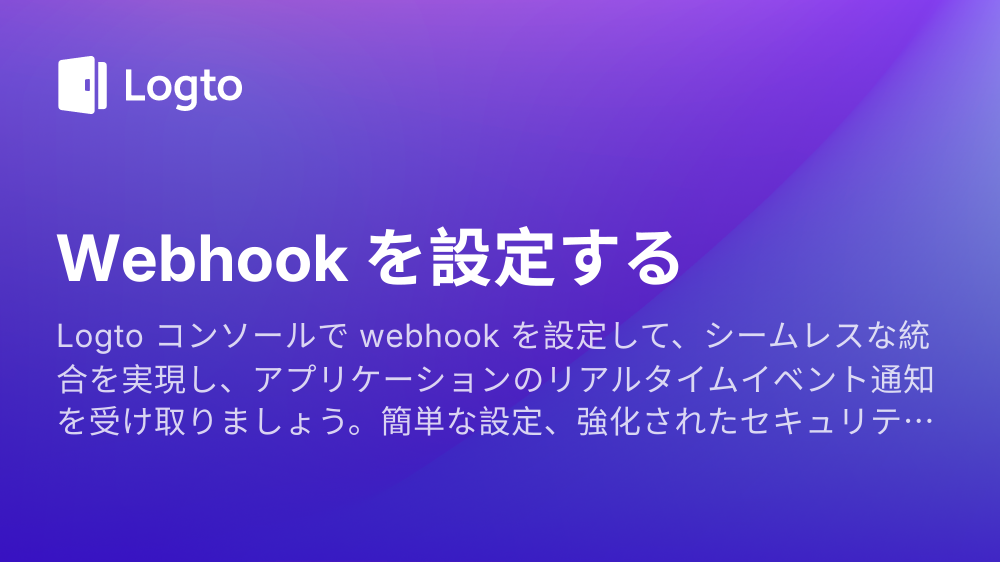 Logto
Webhook を設定する
Logto コンソールで webhook を設定して、シームレスな統
合を実現し、アプリケーションのリアルタイムイベント通知
を受け取りましょう。簡単な設定、強化されたセキュリテ…